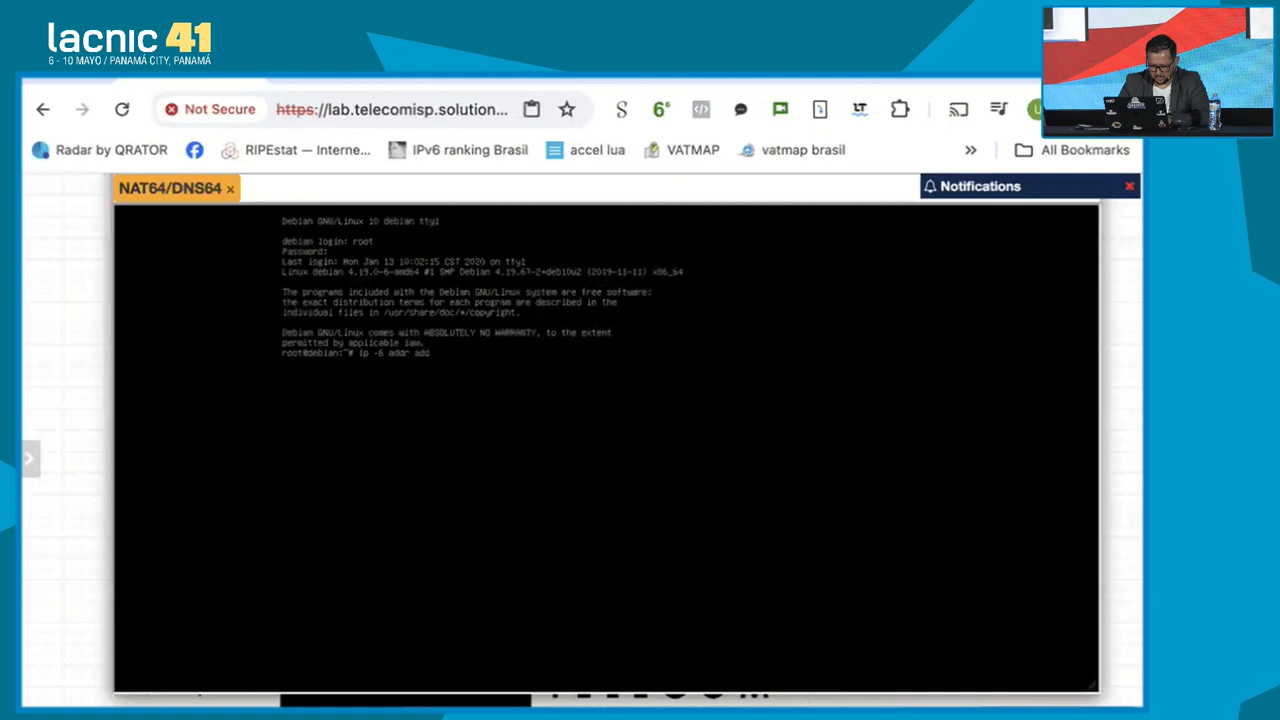 lacnic 41
6 - 10 MAYO / PANAMÁ CITY, PANAMÁ
Not Secure https://lab.telecomisp.solution...
Radar by QRATOR RIPEstat — Interne... IPv6 ranking Brasil accel lua VATMAP vatmap brasil » All Bookmarks
NAT64/DNS64 × Notifications ×
Debian GNU/Linux 10 debian tty1
debian login: root
Password:
Last login: Mon Jan 13 10:02:15 CST 2020 on tty1
Linux debian 4.19.0-6-amd64 #1 SMP Debian 4.19.67-2+deb10u2 (2019-11-11) x86_64
The programs included with the Debian GNU/Linux system are free software;
the exact distribution terms for each program are described in the
individual files in /usr/share/doc/*/copyright.
Debian GNU/Linux comes with ABSOLUTELY NO WARRANTY, to the extent
permitted by applicable law.
root@debian:~# ip -6 addr add